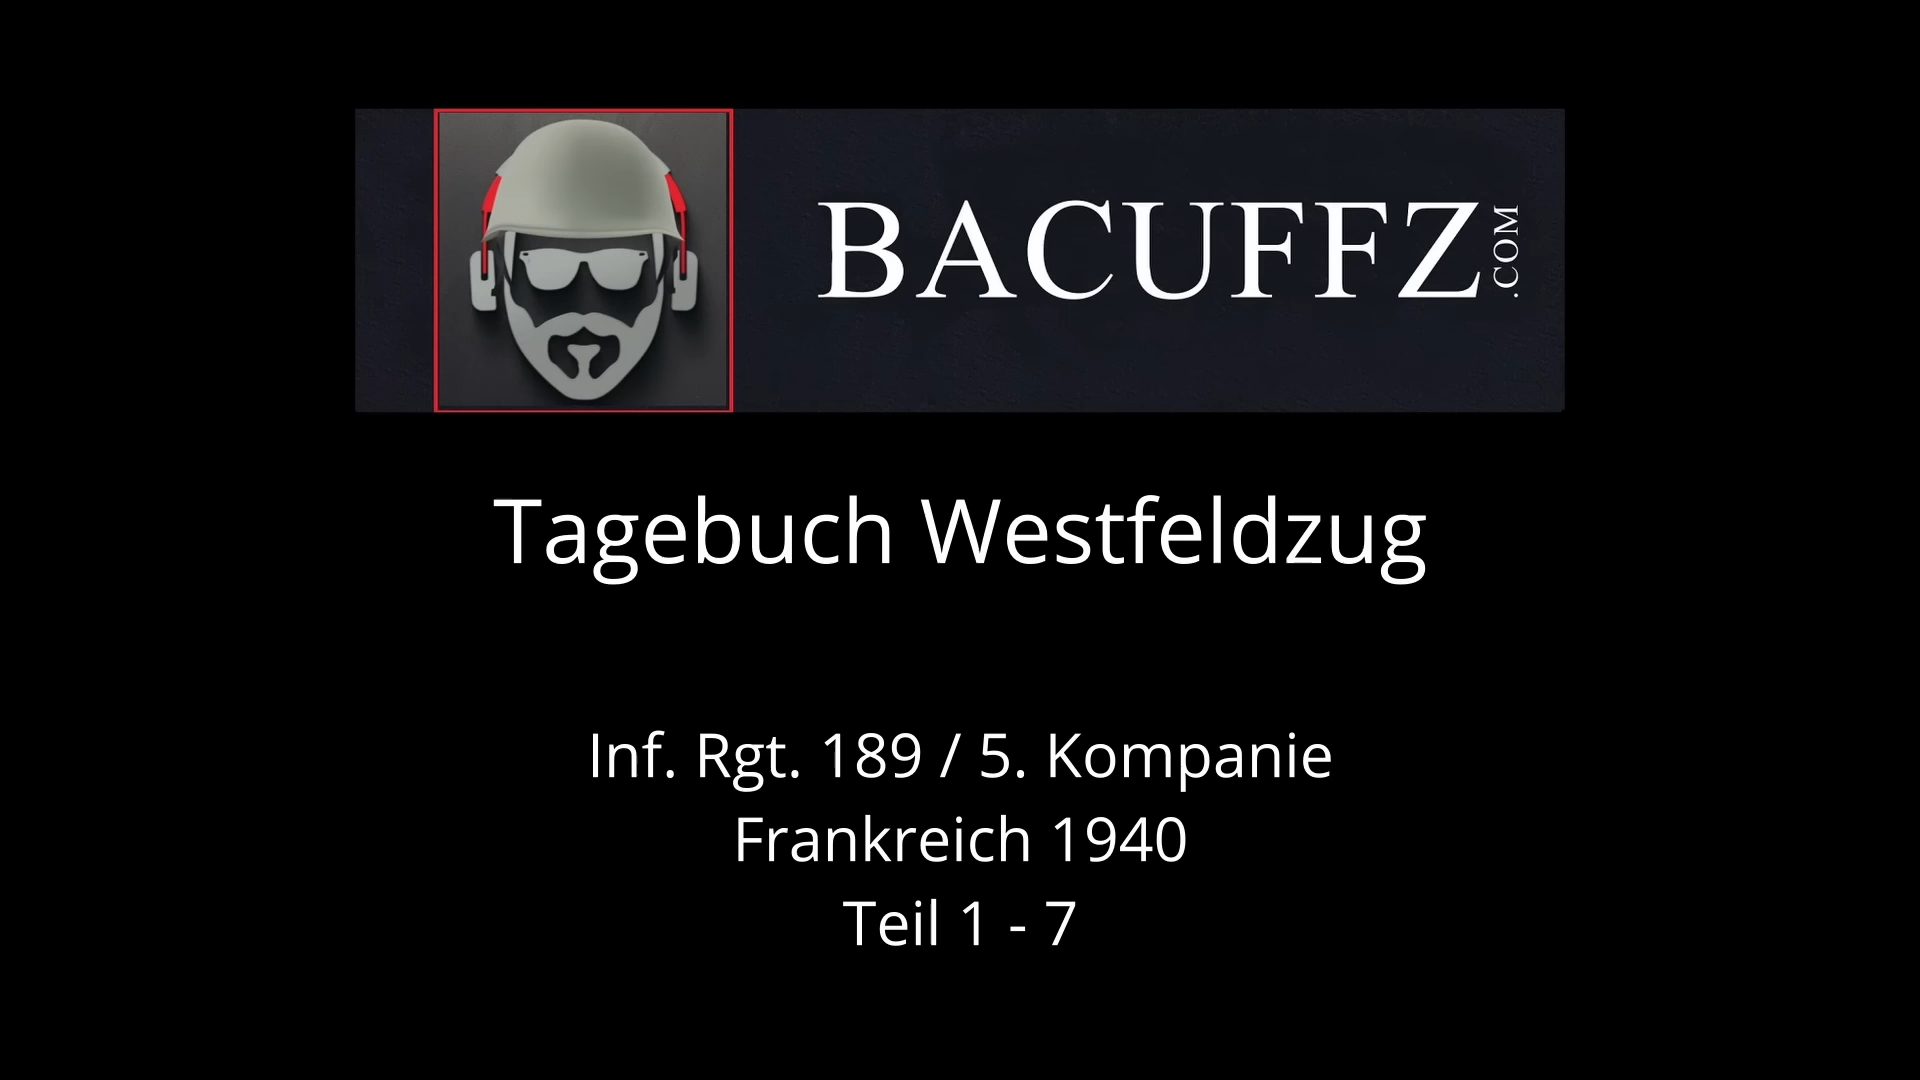 BACUFFZ
.COM
Tagebuch Westfeldzug
Inf. Rgt. 189 / 5. Kompanie
Frankreich 1940
Teil 1 - 7